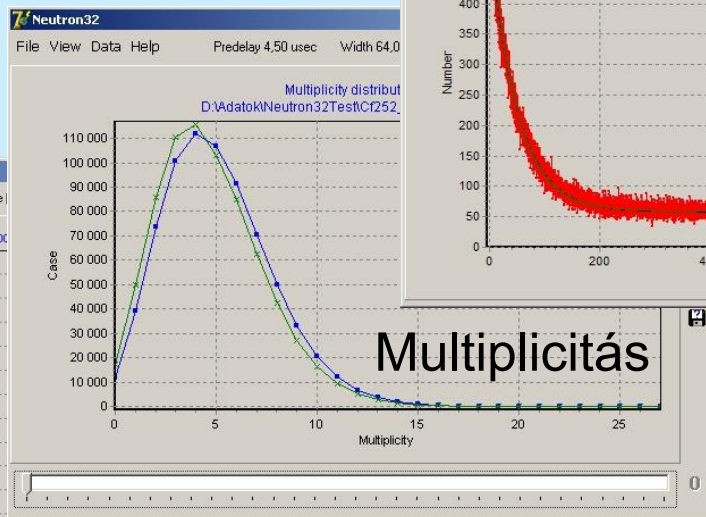 Neutron32
File View Data Help Predelay 4,50 usec Width 64,0
Multiplicity distribut
D:\Adatok\Neutron32Test\Cf252_
110 000
100 000
90 000
80 000
70 000
60 000
50 000
40 000
30 000
20 000
10 000
0
Case
0 5 10 15 20 25
Multiplicity
Multiplicitás
400
350
300
250
200
150
100
50
0
Number
0 200 4
0